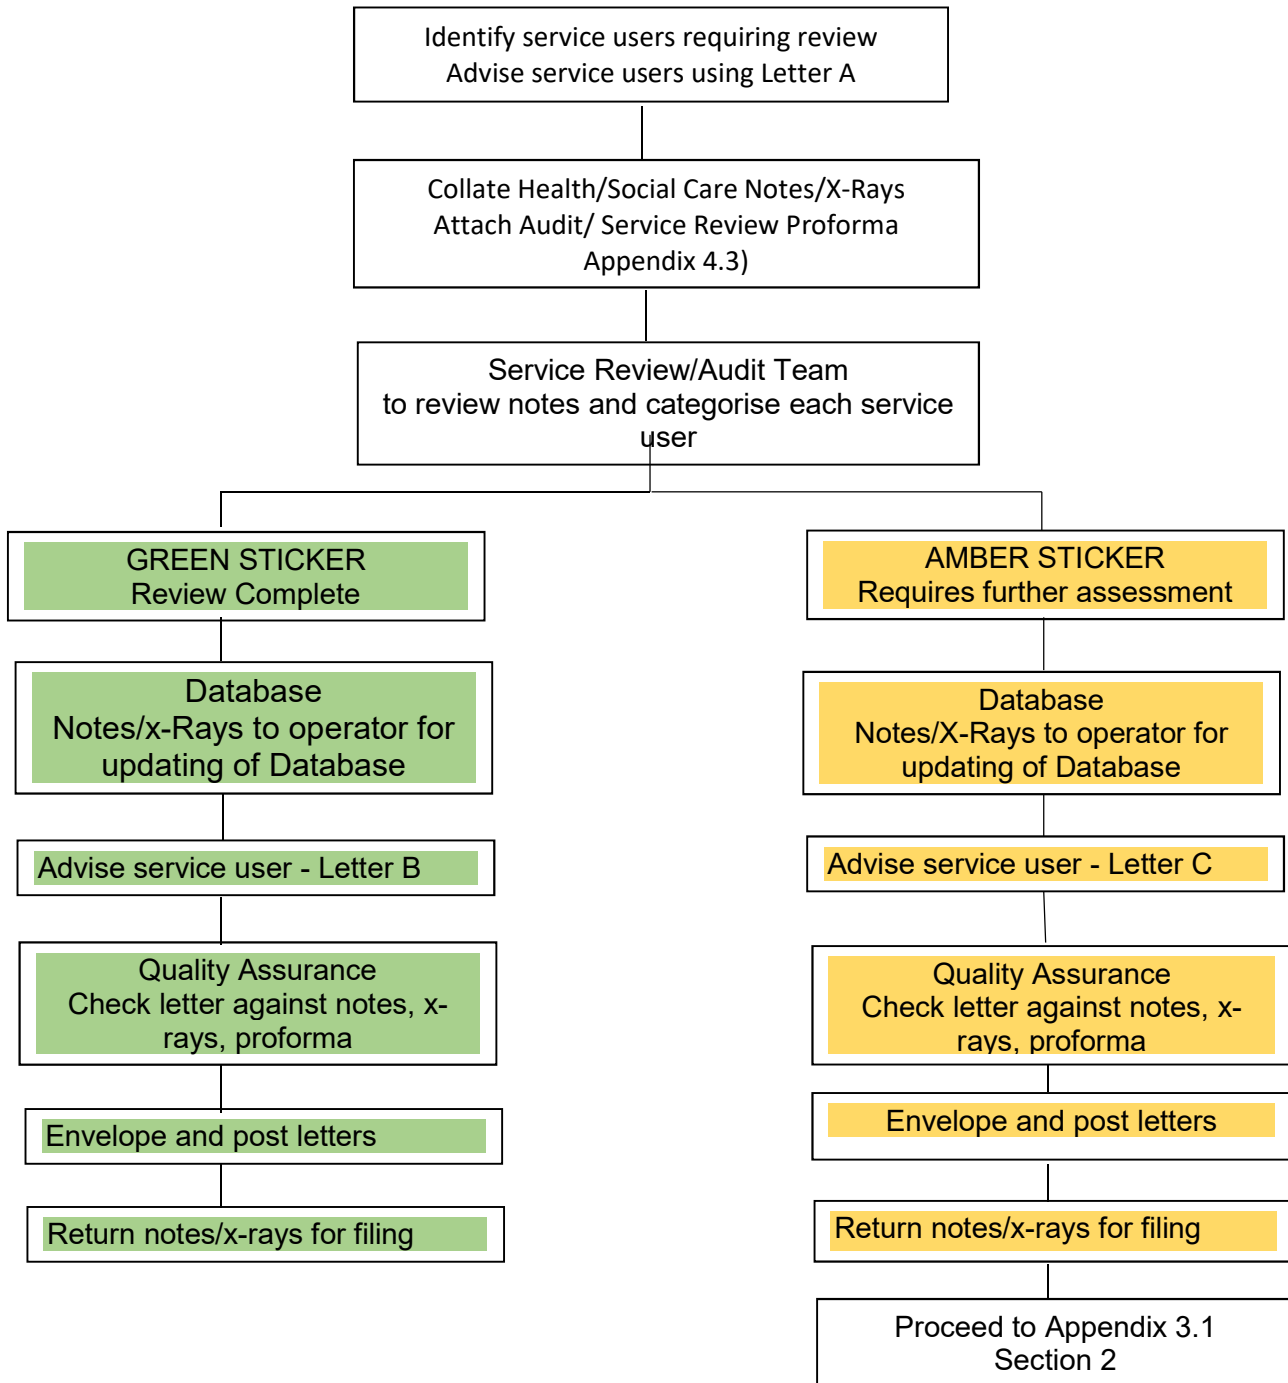 Identify service users requiring review
Advise service users using Letter A
Collate Health/Social Care Notes/X-Rays
Attach Audit/ Service Review Proforma
Appendix 4.3)
Service Review/Audit Team
to review notes and categorise each service
user
GREEN STICKER
Review Complete
Database
Notes/x-Rays to operator for
updating of Database
Advise service user - Letter B
Quality Assurance
Check letter against notes, x-
rays, proforma
Envelope and post letters
Return notes/x-rays for filing
AMBER STICKER
Requires further assessment
Database
Notes/X-Rays to operator for
updating of Database
Advise service user - Letter C
Quality Assurance
Check letter against notes, x-
rays, proforma
Envelope and post letters
Return notes/x-rays for filing
Proceed to Appendix 3.1
Section 2